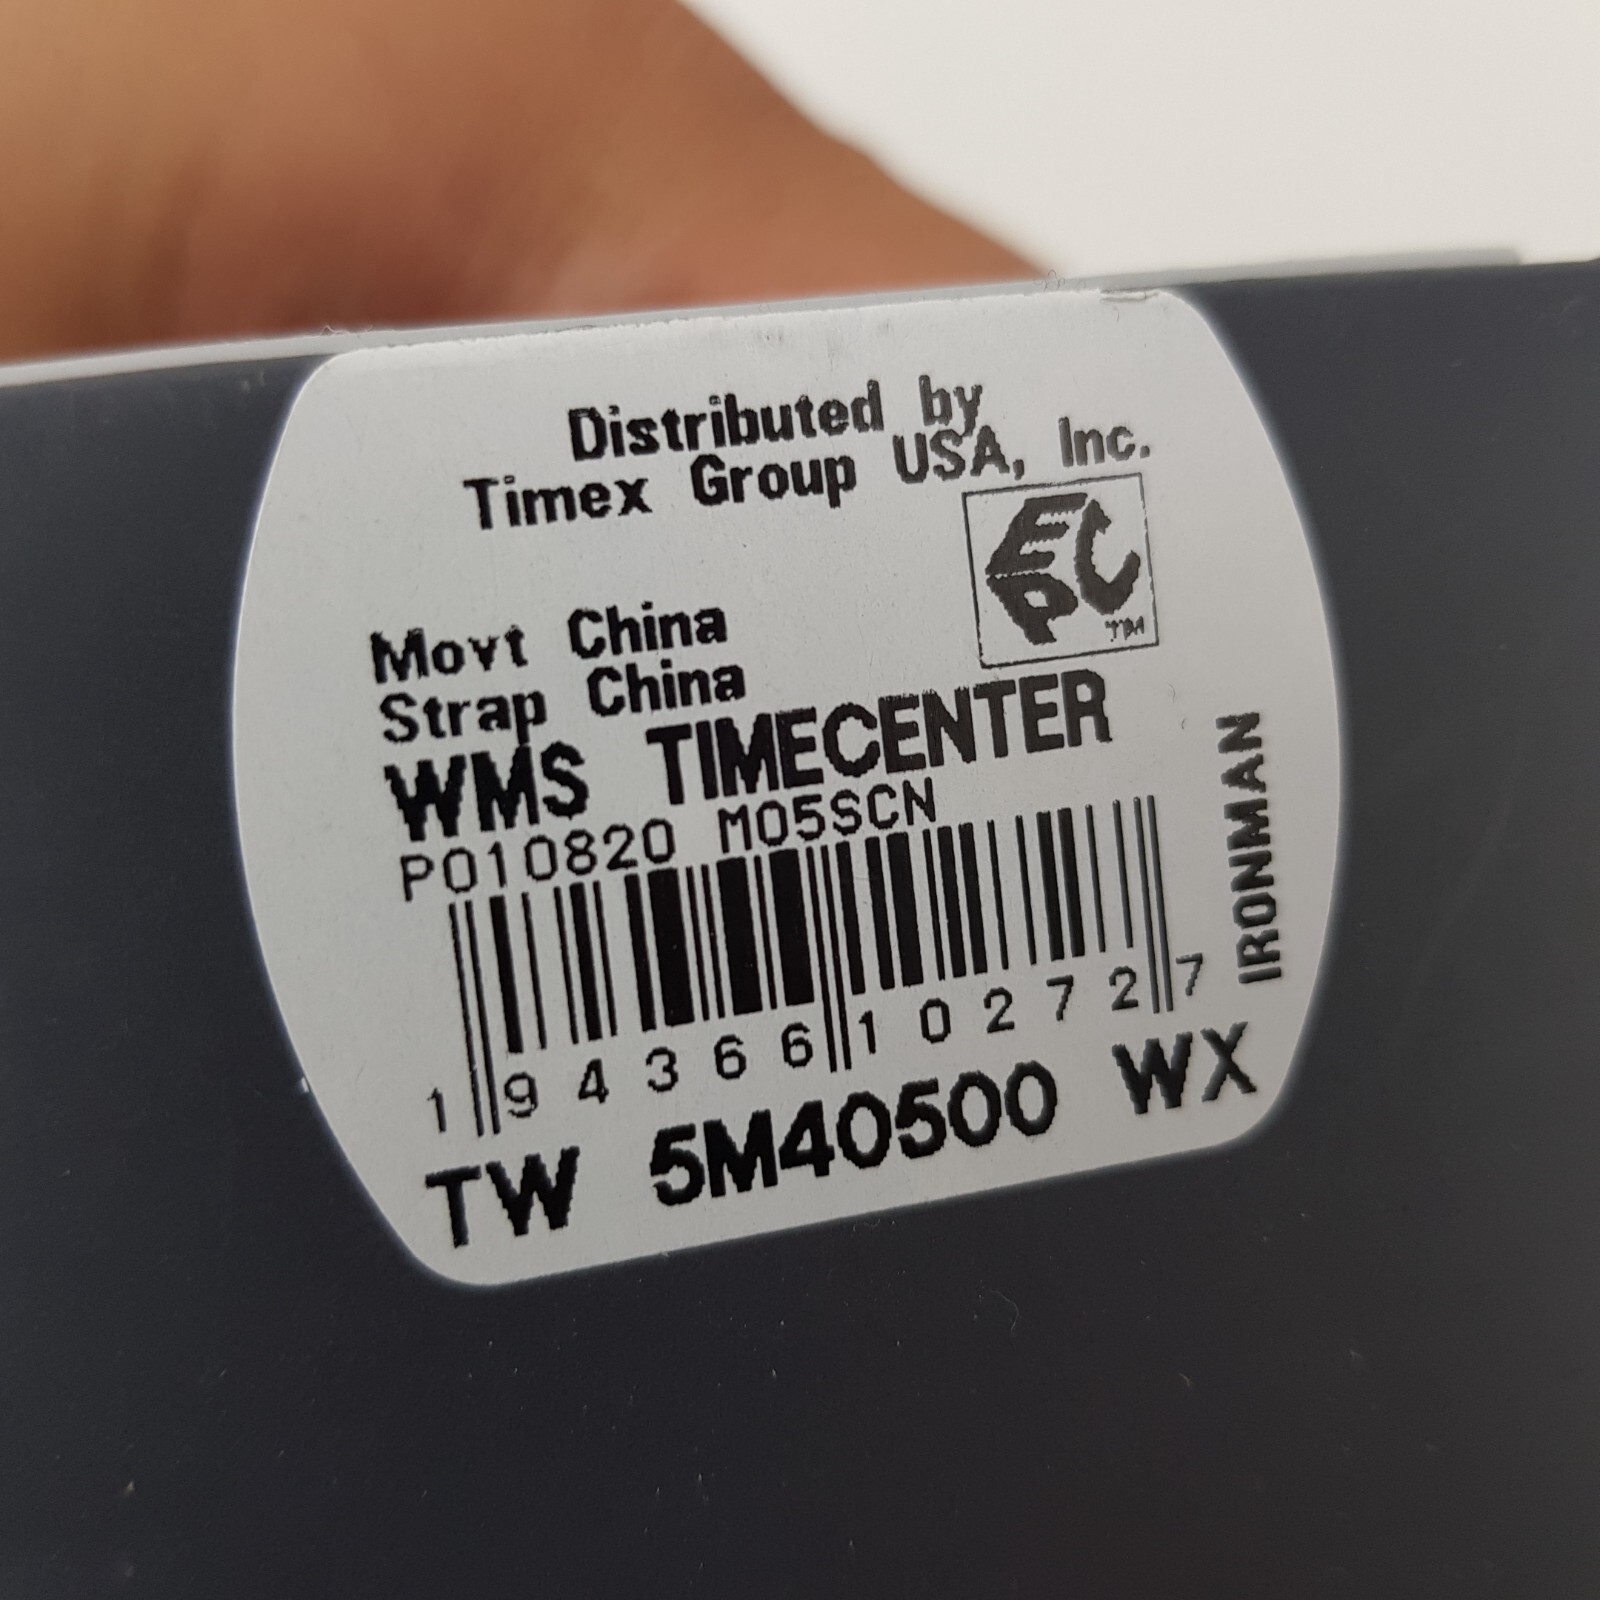 Distributed by
Timex Group USA, Inc.
EPC
TM
Movt China
Strap China
WMS TIMECENTER
P010820 M05SCN
IRONMAN
1 94366 10272 7
TW 5M40500 WX